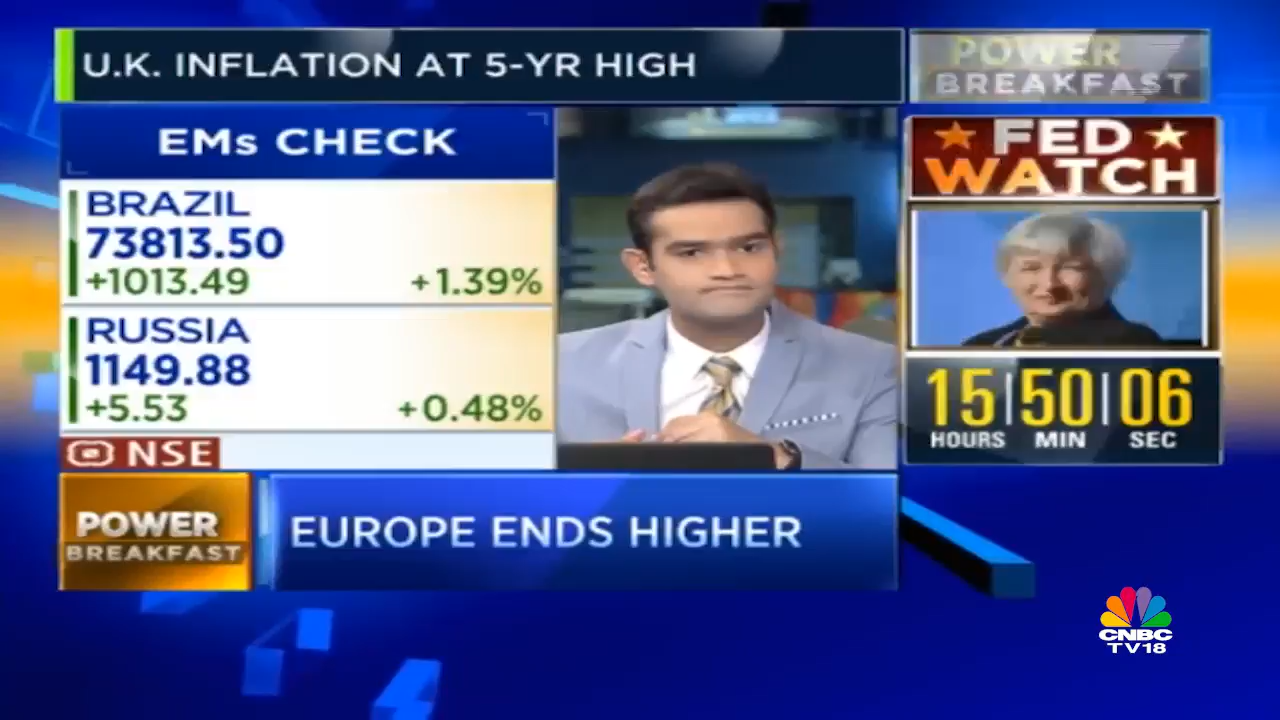 U.K. INFLATION AT 5-YR HIGH
POWER
BREAKFAST
EMs CHECK
BRAZIL
73813.50
+1013.49 +1.39%
RUSSIA
1149.88
+5.53 +0.48%
NSE
FED
WATCH
15 50 06
HOURS MIN SEC
POWER
BREAKFAST
EUROPE ENDS HIGHER
CNBC
TV18